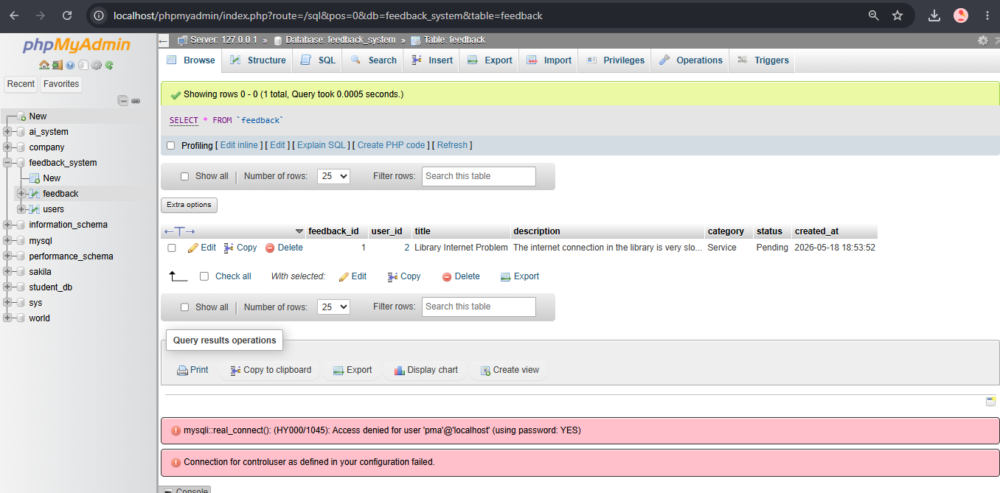 localhost/phpmyadmin/index.php?route=/sql&pos=0&db=feedback_system&table=feedback
phpMyAdmin
Recent Favorites
New
ai_system
company
feedback_system
New
feedback
users
information_schema
mysql
performance_schema
sakila
student_db
sys
world
Server: 127.0.0.1 » Database: feedback_system » Table: feedback
Browse Structure SQL Search Insert Export Import Privileges Operations Triggers
Showing rows 0 - 0 (1 total, Query took 0.0005 seconds.)
SELECT * FROM `feedback`
Profiling [ Edit inline ] [ Edit ] [ Explain SQL ] [ Create PHP code ] [ Refresh ]
Show all | Number of rows: 25 Filter rows: Search this table
Extra options
←T→ feedback_id user_id title description category status created_at
Edit Copy Delete 1 2 Library Internet Problem The internet connection in the library is very slo... Service Pending 2026-05-18 18:53:52
Check all With selected: Edit Copy Delete Export
Show all | Number of rows: 25 Filter rows: Search this table
Query results operations
Print Copy to clipboard Export Display chart Create view
mysqli::real_connect(): (HY000/1045): Access denied for user 'pma'@'localhost' (using password: YES)
Connection for controluser as defined in your configuration failed.
Console